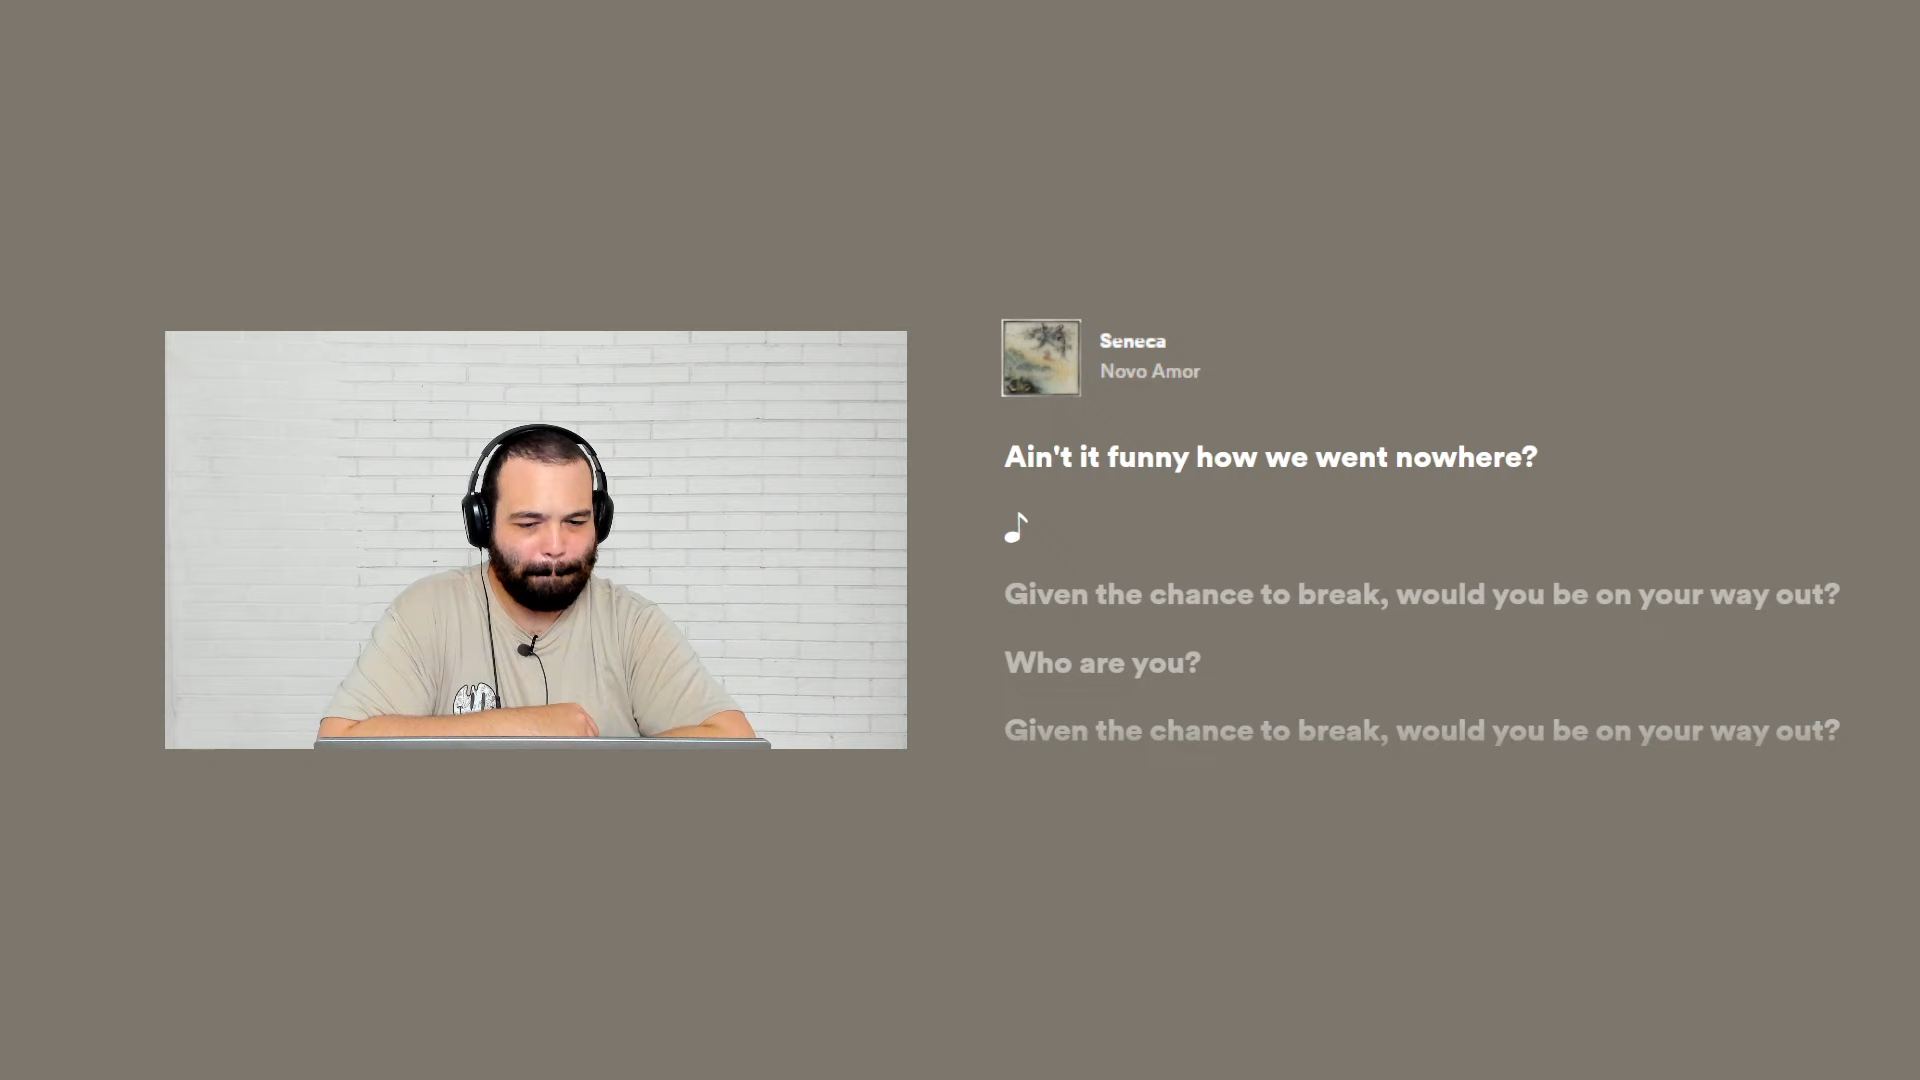 Seneca
Novo Amor
Ain't it funny how we went nowhere?
♪
Given the chance to break, would you be on your way out?
Who are you?
Given the chance to break, would you be on your way out?